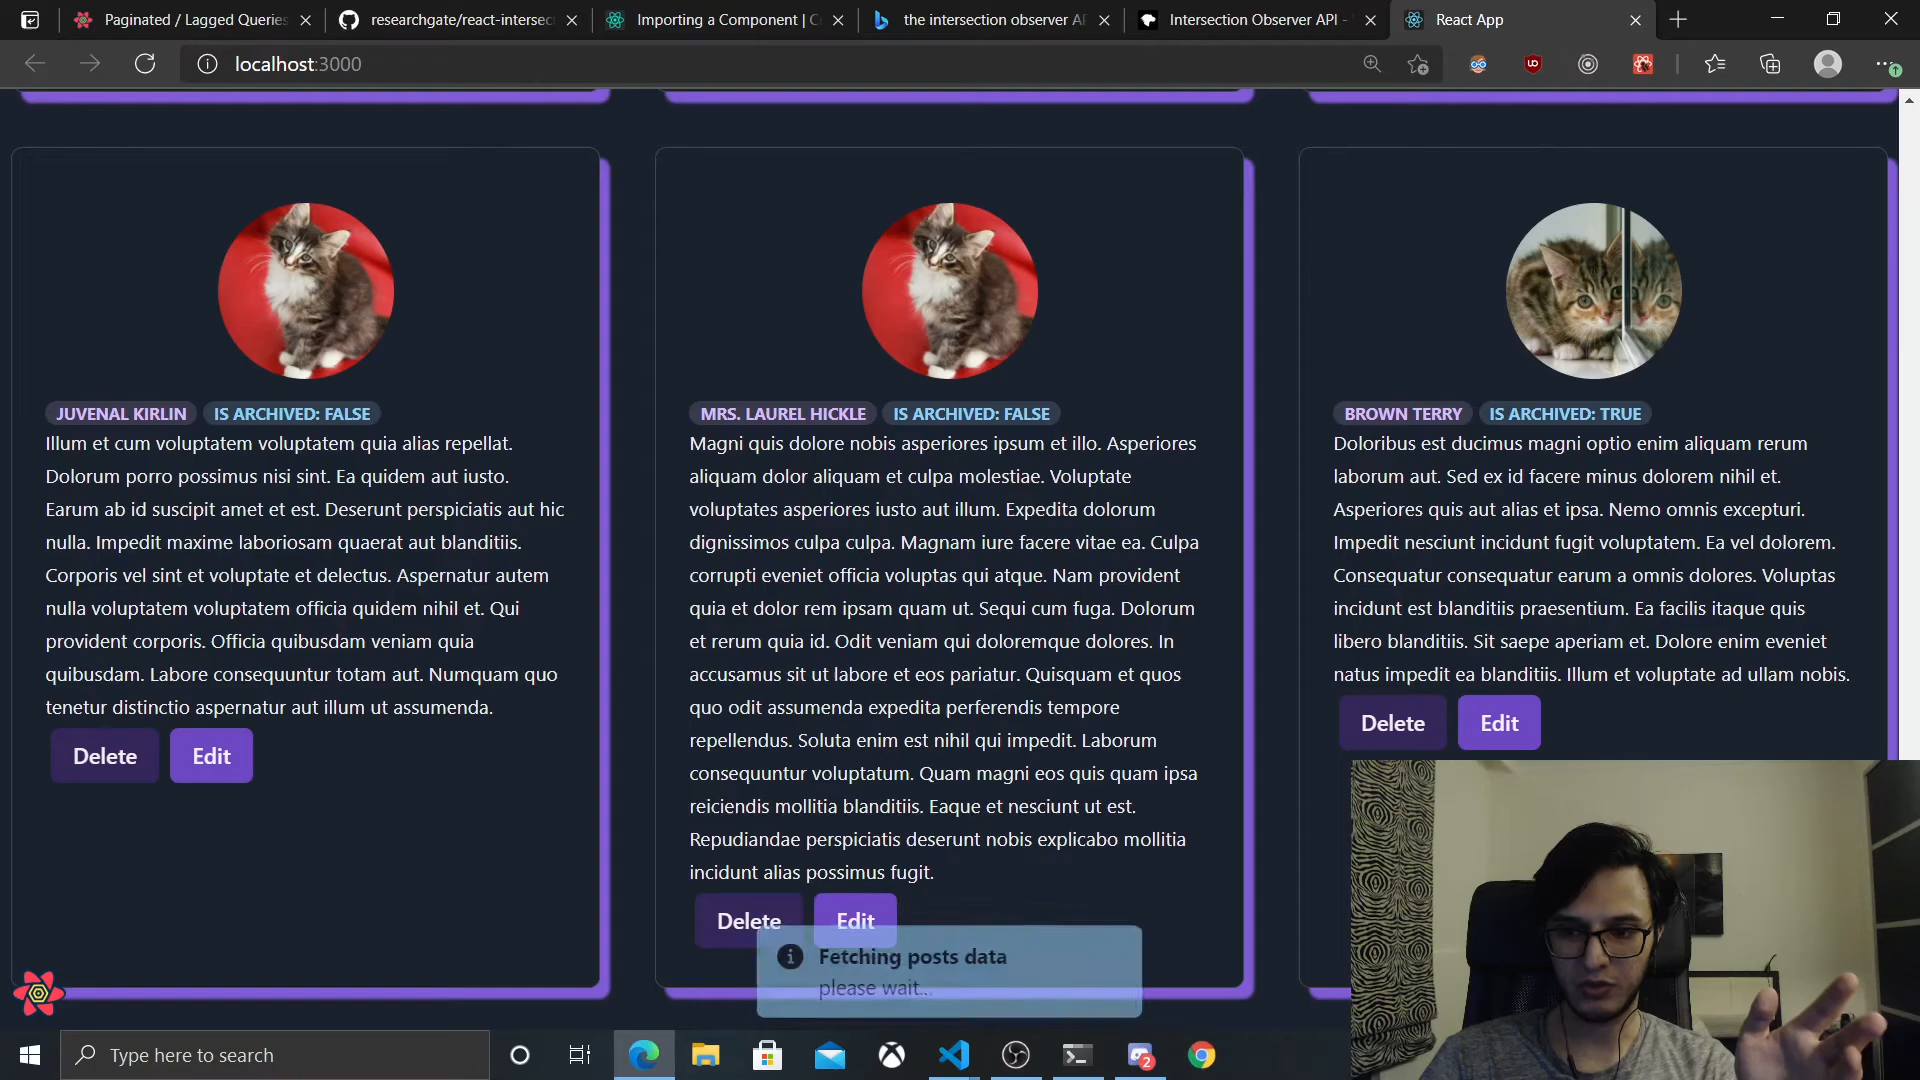 Paginated / Lagged Queries
researchgate/react-intersec
Importing a Component | C
the intersection observer AP
Intersection Observer API -
React App
localhost:3000
JUVENAL KIRLIN IS ARCHIVED: FALSE
Illum et cum voluptatem voluptatem quia alias repellat.
Dolorum porro possimus nisi sint. Ea quidem aut iusto.
Earum ab id suscipit amet et est. Deserunt perspiciatis aut hic
nulla. Impedit maxime laboriosam quaerat aut blanditiis.
Corporis vel sint et voluptate et delectus. Aspernatur autem
nulla voluptatem voluptatem officia quidem nihil et. Qui
provident corporis. Officia quibusdam veniam quia
quibusdam. Labore consequuntur totam aut. Numquam quo
tenetur distinctio aspernatur aut illum ut assumenda.
Delete Edit
MRS. LAUREL HICKLE IS ARCHIVED: FALSE
Magni quis dolore nobis asperiores ipsum et illo. Asperiores
aliquam dolor aliquam et culpa molestiae. Voluptate
voluptates asperiores iusto aut illum. Expedita dolorum
dignissimos culpa culpa. Magnam iure facere vitae ea. Culpa
corrupti eveniet officia voluptas qui atque. Nam provident
quia et dolor rem ipsam quam ut. Sequi cum fuga. Dolorum
et rerum quia id. Odit veniam qui doloremque dolores. In
accusamus sit ut labore et eos pariatur. Quisquam et quos
quo odit assumenda expedita perferendis tempore
repellendus. Soluta enim est nihil qui impedit. Laborum
consequuntur voluptatum. Quam magni eos quis quam ipsa
reiciendis mollitia blanditiis. Eaque et nesciunt ut est.
Repudiandae perspiciatis deserunt nobis explicabo mollitia
incidunt alias possimus fugit.
Delete Edit
BROWN TERRY IS ARCHIVED: TRUE
Doloribus est ducimus magni optio enim aliquam rerum
laborum aut. Sed ex id facere minus dolorem nihil et.
Asperiores quis aut alias et ipsa. Nemo omnis excepturi.
Impedit nesciunt incidunt fugit voluptatem. Ea vel dolorem.
Consequatur consequatur earum a omnis dolores. Voluptas
incidunt est blanditiis praesentium. Ea facilis itaque quis
libero blanditiis. Sit saepe aperiam et. Dolore enim eveniet
natus impedit ea blanditiis. Illum et voluptate ad ullam nobis.
Delete Edit
Fetching posts data
please wait...
Type here to search
2